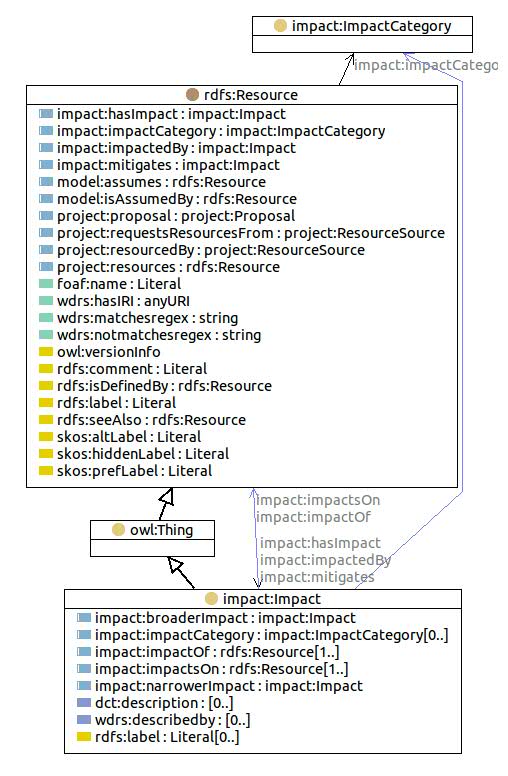 impact:ImpactCategory
impact:impactCatego
rdfs:Resource
impact:hasImpact : impact:Impact
impact:impactCategory : impact:ImpactCategory
impact:impactedBy : impact:Impact
impact:mitigates : impact:Impact
model:assumes : rdfs:Resource
model:isAssumedBy : rdfs:Resource
project:proposal : project:Proposal
project:requestsResourcesFrom : project:ResourceSource
project:resourcedBy : project:ResourceSource
project:resources : rdfs:Resource
foaf:name : Literal
wdrs:hasIRI : anyURI
wdrs:matchesregex : string
wdrs:notmatchesregex : string
owl:versionInfo
rdfs:comment : Literal
rdfs:isDefinedBy : rdfs:Resource
rdfs:label : Literal
rdfs:seeAlso : rdfs:Resource
skos:altLabel : Literal
skos:hiddenLabel : Literal
skos:prefLabel : Literal
impact:impactsOn
impact:impactOf
owl:Thing
impact:hasImpact
impact:impactedBy
impact:mitigates
impact:Impact
impact:broaderImpact : impact:Impact
impact:impactCategory : impact:ImpactCategory[0..]
impact:impactOf : rdfs:Resource[1..]
impact:impactsOn : rdfs:Resource[1..]
impact:narrowerImpact : impact:Impact
dct:description : [0..]
wdrs:describedby : [0..]
rdfs:label : Literal[0..]